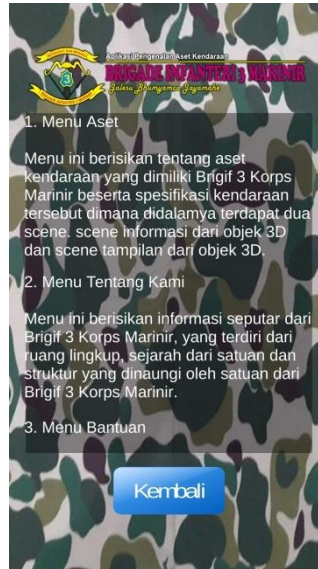 Aplikasi Pengenalan Aset Kendaraan
BRIGADE INFANTERI 3 MARINIR
Jalesu Bhumyamca Jayamahe
3
1. Menu Aset
Menu ini berisikan tentang aset
kendaraan yang dimiliki Brigif 3 Korps
Marinir beserta spesifikasi kendaraan
tersebut dimana didalamya terdapat dua
scene. scene informasi dari objek 3D
dan scene tampilan dari objek 3D.
2. Menu Tentang Kami
Menu ini berisikan informasi seputar dari
Brigif 3 Korps Marinir, yang terdiri dari
ruang lingkup, sejarah dari satuan dan
struktur yang dinaungi oleh satuan dari
Brigif 3 Korps Marinir.
3. Menu Bantuan
Kembali